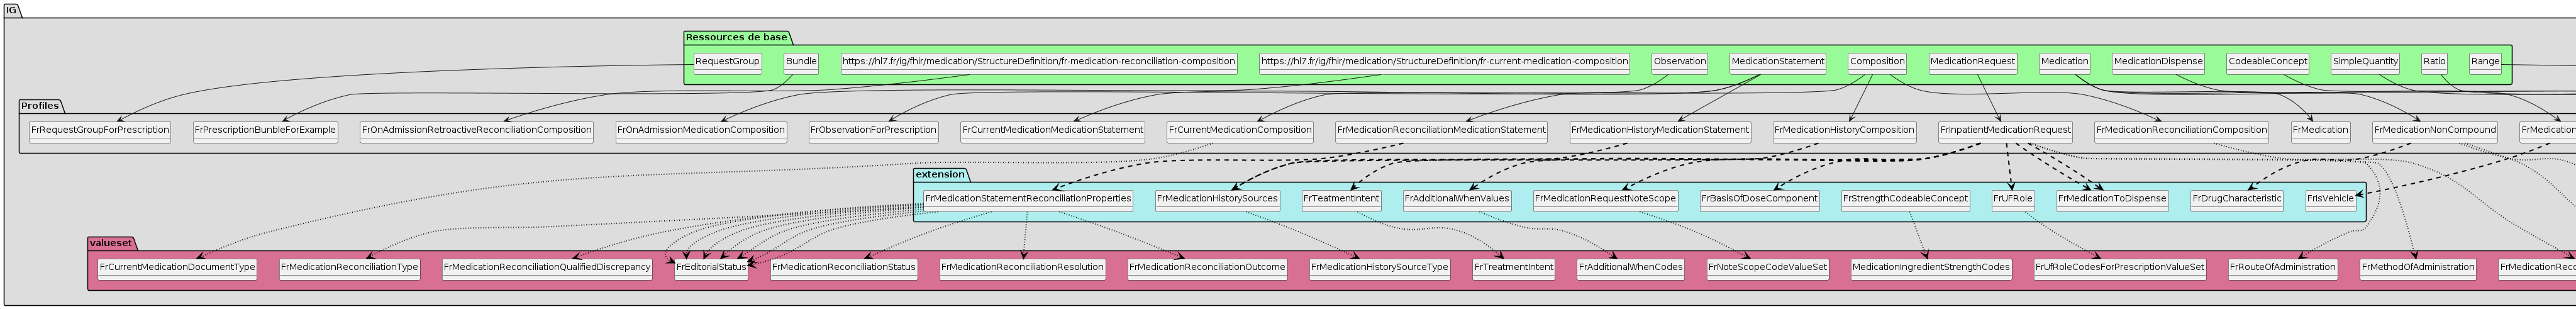 IG
Ressources de base
RequestGroup
Bundle
https://hl7.fr/ig/fhir/medication/StructureDefinition/fr-medication-reconciliation-composition
https://hl7.fr/ig/fhir/medication/StructureDefinition/fr-current-medication-composition
Observation
MedicationStatement
Composition
MedicationRequest
Medication
MedicationDispense
CodeableConcept
SimpleQuantity
Ratio
Range
Profiles
FrRequestGroupForPrescription
FrPrescriptionBunbleForExample
FrOnAdmissionRetroactiveReconciliationComposition
FrOnAdmissionMedicationComposition
FrObservationForPrescription
FrCurrentMedicationMedicationStatement
FrCurrentMedicationComposition
FrMedicationReconciliationMedicationStatement
FrMedicationHistoryMedicationStatement
FrMedicationHistoryComposition
FrInpatientMedicationRequest
FrMedicationReconciliationComposition
FrMedication
FrMedicationNonCompound
FrMedication
extension
FrMedicationStatementReconciliationProperties
FrMedicationHistorySources
FrTeatmentIntent
FrAdditionalWhenValues
FrMedicationRequestNoteScope
FrBasisOfDoseComponent
FrStrengthCodeableConcept
FrUFRole
FrMedicationToDispense
FrDrugCharacteristic
FrIsVehicle
valueset
FrCurrentMedicationDocumentType
FrMedicationReconciliationType
FrMedicationReconciliationQualifiedDiscrepancy
FrEditorialStatus
FrMedicationReconciliationStatus
FrMedicationReconciliationResolution
FrMedicationReconciliationOutcome
FrMedicationHistorySourceType
FrTreatmentIntent
FrAdditionalWhenCodes
FrNoteScopeCodeValueSet
MedicationIngredientStrengthCodes
FrUfRoleCodesForPrescriptionValueSet
FrRouteOfAdministration
FrMethodOfAdministration
FrMedicationReco